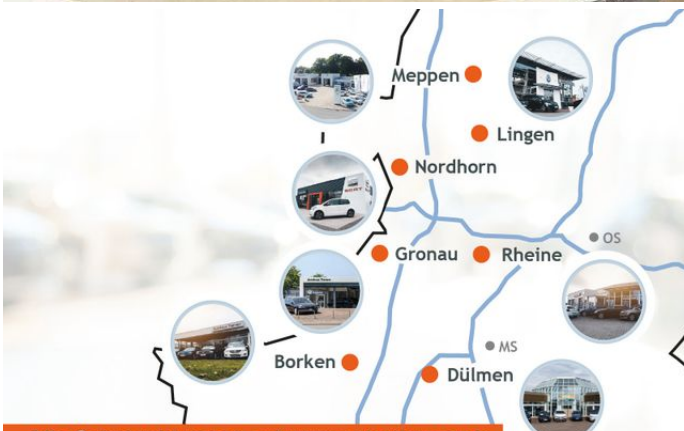 Meppen
Lingen
Nordhorn
OS
Gronau
Rheine
MS
Borken
Dülmen